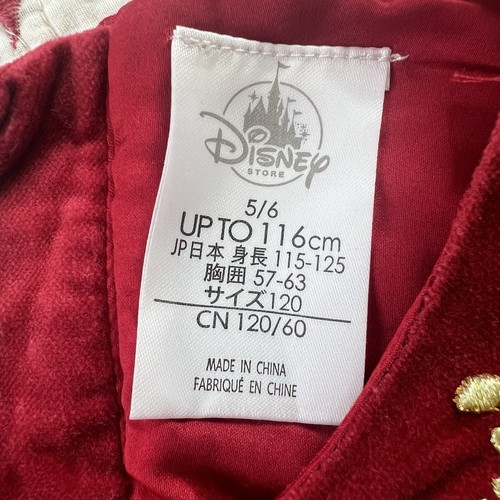 Disney
STORE
5/6
UP TO 116cm
JP日本 身長 115-125
胸囲 57-63
サイズ120
CN 120/60
MADE IN CHINA
FABRIQUÉ EN CHINE